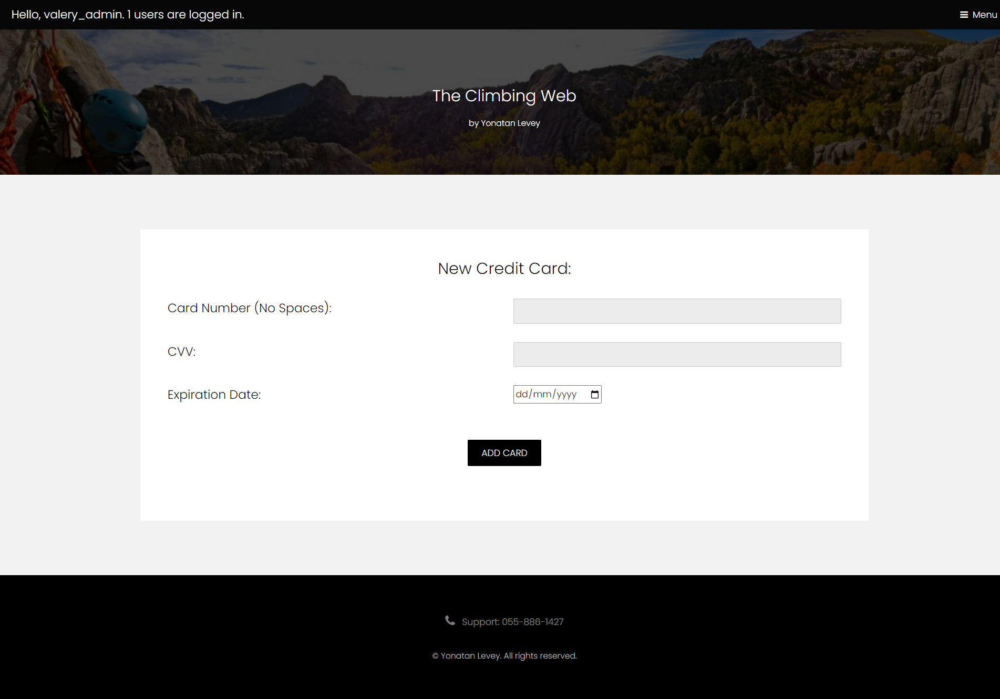 Hello, valery_admin. 1 users are logged in.
Menu
The Climbing Web
by Yonatan Levey
New Credit Card:
Card Number (No Spaces):
CVV:
Expiration Date:
dd/mm/yyyy
ADD CARD
Support: 055-886-1427
© Yonatan Levey. All rights reserved.